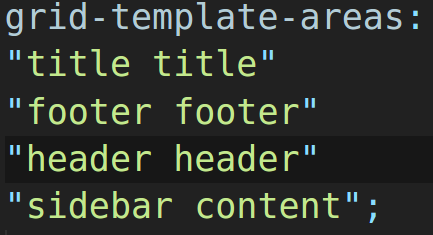 grid-template-areas:
"title title"
"footer footer"
"header header"
"sidebar content";